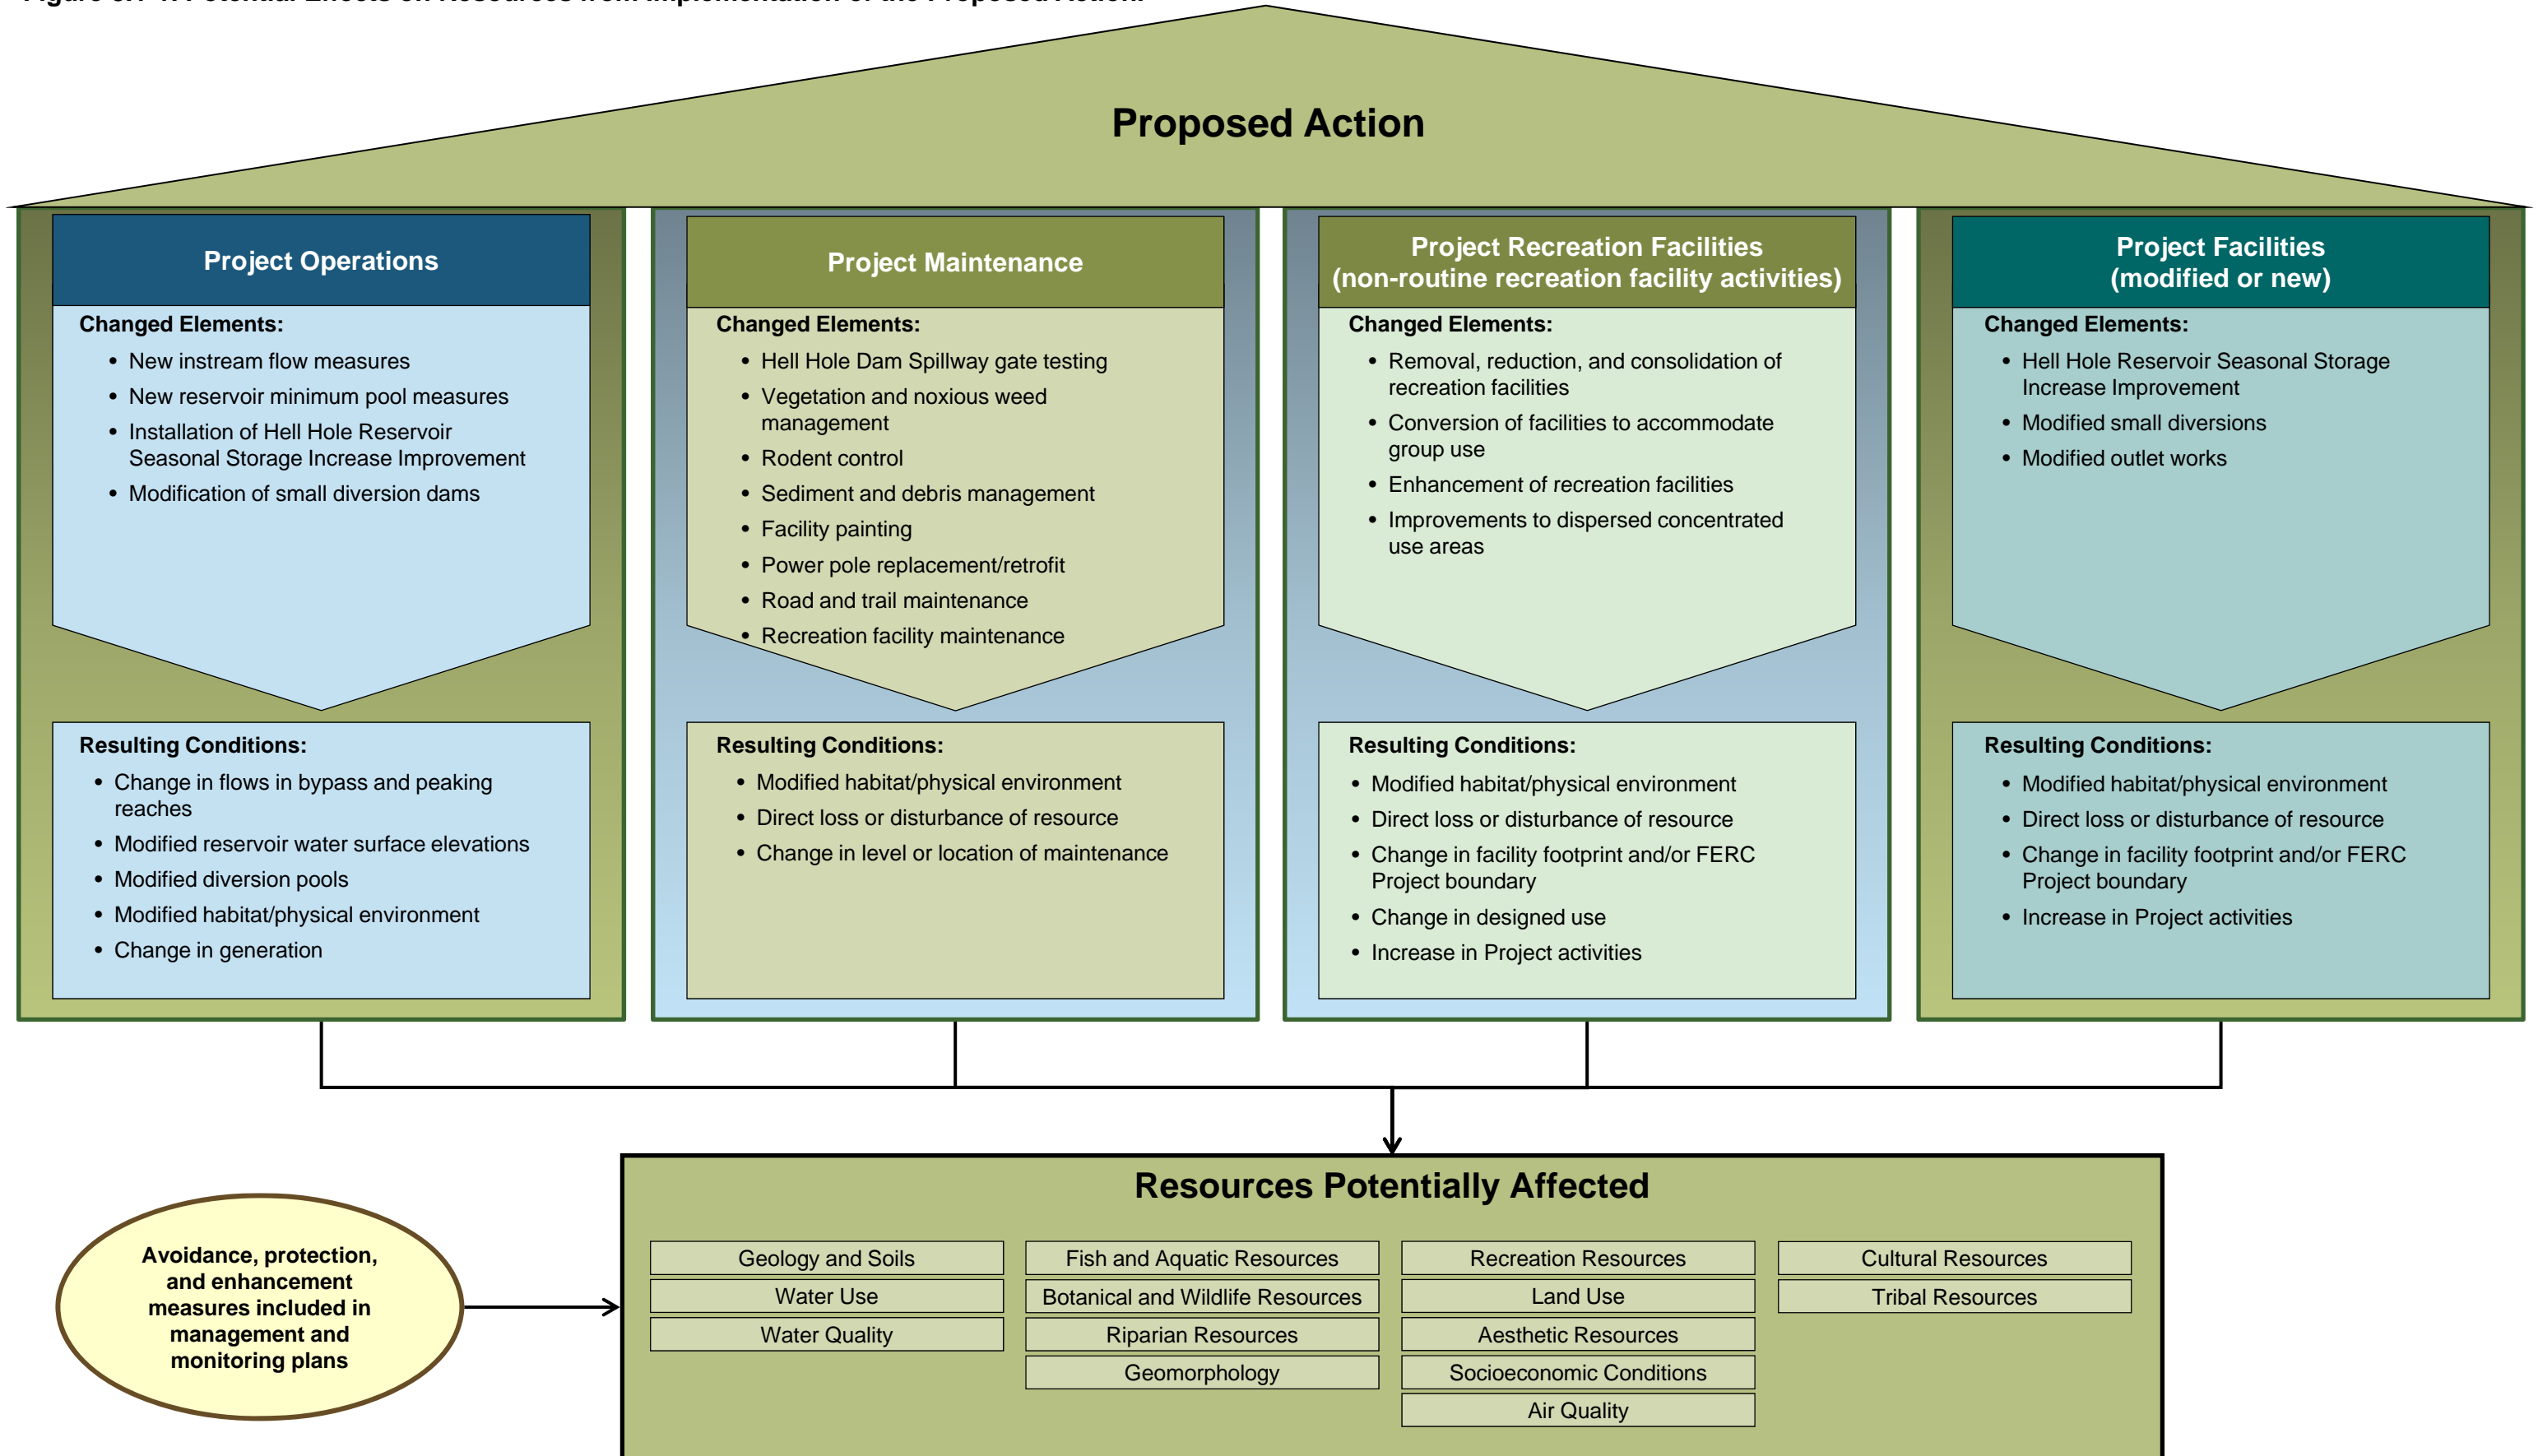 Potential Effects on Resources from Implementation of the Proposed Action.
Proposed Action
Project Operations
Changed Elements:
• New instream flow measures
• New reservoir minimum pool measures
• Installation of Hell Hole Reservoir
Seasonal Storage Increase Improvement
• Modification of small diversion dams
Resulting Conditions:
• Change in flows in bypass and peaking
reaches
• Modified reservoir water surface elevations
• Modified diversion pools
• Modified habitat/physical environment
• Change in generation
Project Maintenance
Changed Elements:
• Hell Hole Dam Spillway gate testing
• Vegetation and noxious weed
management
• Rodent control
• Sediment and debris management
• Facility painting
• Power pole replacement/retrofit
• Road and trail maintenance
• Recreation facility maintenance
Resulting Conditions:
• Modified habitat/physical environment
• Direct loss or disturbance of resource
• Change in level or location of maintenance
Project Recreation Facilities
(non-routine recreation facility activities)
Changed Elements:
• Removal, reduction, and consolidation of
recreation facilities
• Conversion of facilities to accommodate
group use
• Enhancement of recreation facilities
• Improvements to dispersed concentrated
use areas
Resulting Conditions:
• Modified habitat/physical environment
• Direct loss or disturbance of resource
• Change in facility footprint and/or FERC
Project boundary
• Change in designed use
• Increase in Project activities
Project Facilities
(modified or new)
Changed Elements:
• Hell Hole Reservoir Seasonal Storage
Increase Improvement
• Modified small diversions
• Modified outlet works
Resulting Conditions:
• Modified habitat/physical environment
• Direct loss or disturbance of resource
• Change in facility footprint and/or FERC
Project boundary
• Increase in Project activities
Avoidance, protection,
and enhancement
measures included in
management and
monitoring plans
Resources Potentially Affected
Geology and Soils
Water Use
Water Quality
Fish and Aquatic Resources
Botanical and Wildlife Resources
Riparian Resources
Geomorphology
Recreation Resources
Land Use
Aesthetic Resources
Socioeconomic Conditions
Air Quality
Cultural Resources
Tribal Resources